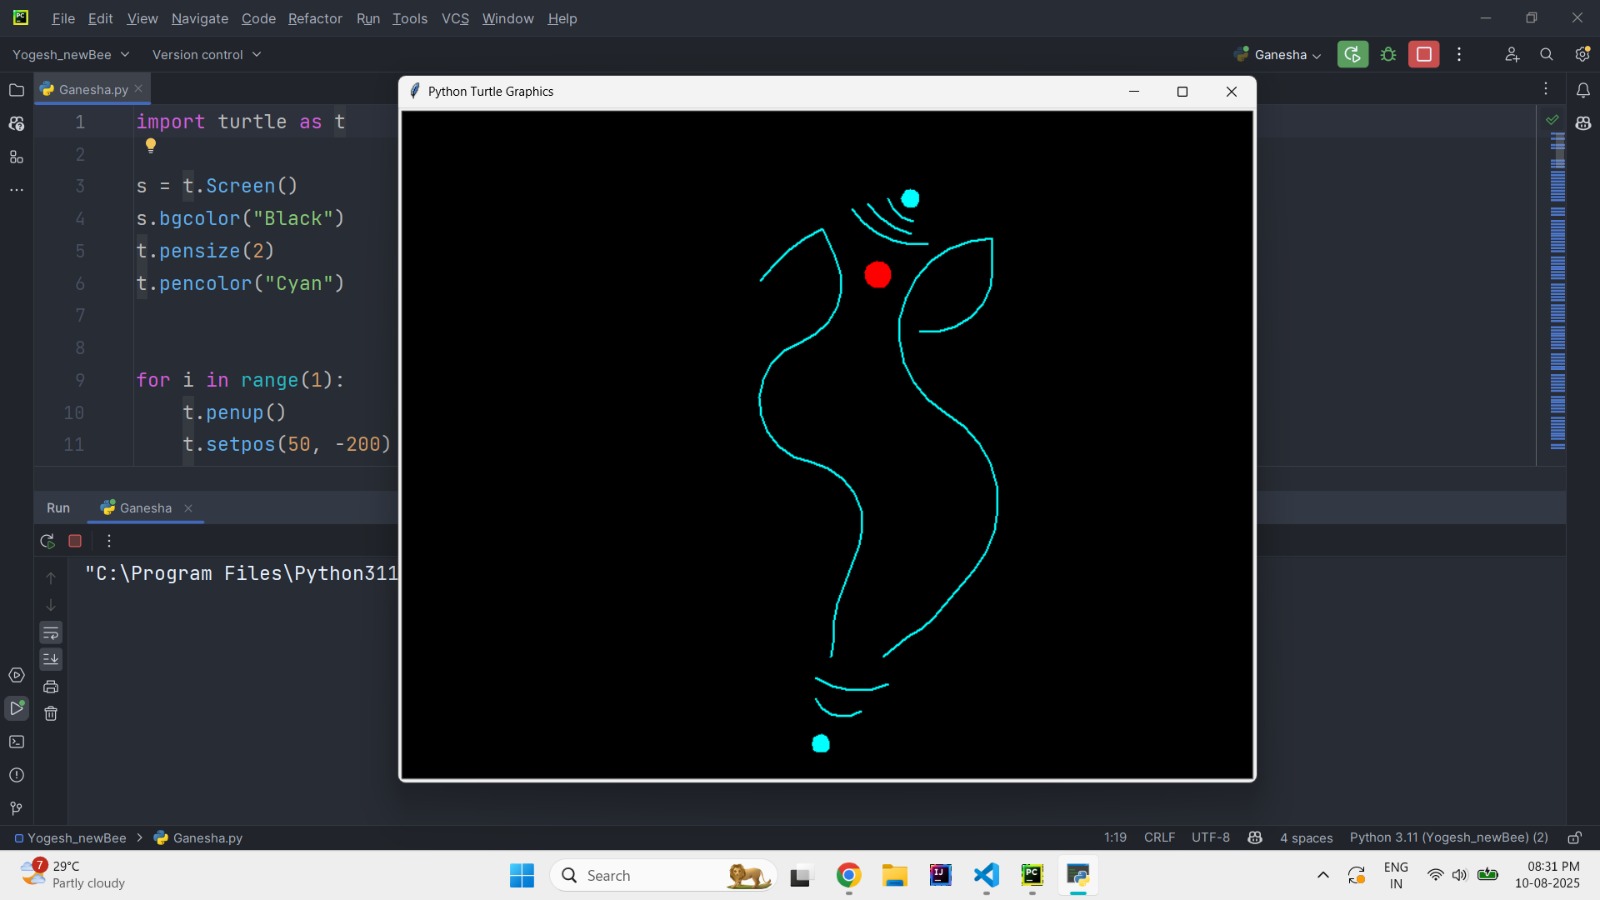 PC
File Edit View Navigate Code Refactor Run Tools VCS Window Help
Yogesh_newBee Version control Ganesha
Ganesha.py
Python Turtle Graphics
1 import turtle as t
2
3 s = t.Screen()
4 s.bgcolor("Black")
5 t.pensize(2)
6 t.pencolor("Cyan")
7
8
9 for i in range(1):
10 t.penup()
11 t.setpos(50, -200)
Run Ganesha
"C:\Program Files\Python311
Yogesh_newBee > Ganesha.py 1:19 CRLF UTF-8 4 spaces Python 3.11 (Yogesh_newBee) (2)
7 29°C
Partly cloudy
Search
IJ
PC
ENG
IN
08:31 PM
10-08-2025